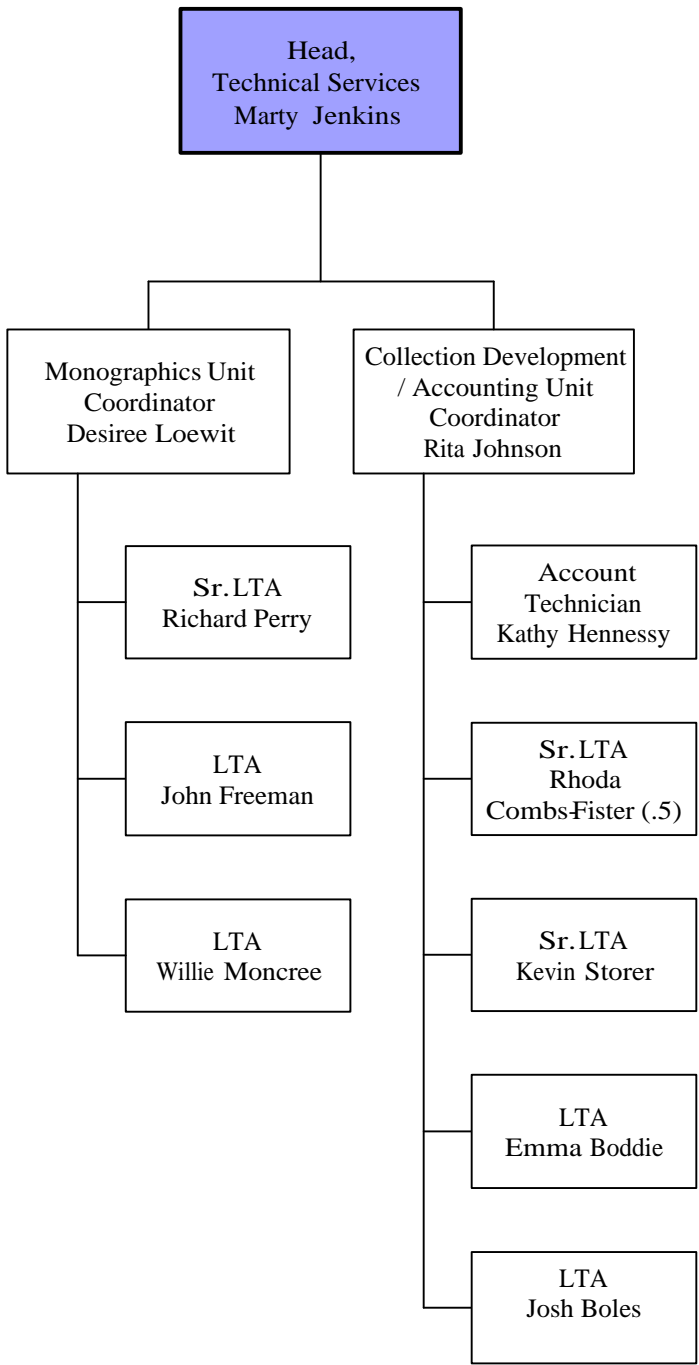 Head,
Technical Services
Marty Jenkins
Monographics Unit
Coordinator
Desiree Loewit
Sr. LTA
Richard Perry
LTA
John Freeman
LTA
Willie Moncree
Collection Development
/ Accounting Unit
Coordinator
Rita Johnson
Account
Technician
Kathy Hennessy
Sr. LTA
Rhoda
Combs-Fister (.5)
Sr. LTA
Kevin Storer
LTA
Emma Boddie
LTA
Josh Boles